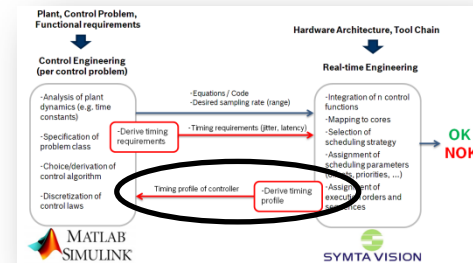 Plant, Control Problem,
Functional requirements
Hardware Architecture, Tool Chain
Control Engineering
(per control problem)
Real-time Engineering
-Analysis of plant
dynamics (e.g. time
constants)
-Specification of
problem class
-Choice/derivation of
control algorithm
-Discretization of
control laws
-Derive timing
requirements
-Equations / Code
-Desired sampling rate (range)
-Timing requirements (jitter, latency)
Timing profile of controller
-Derive timing
profile
-Integration of n control
functions
-Mapping to cores
-Selection of
scheduling strategy
-Assignment of
scheduling parameters
priorities, ...)
-Assignment of
execution orders and
OK
NOK
MATLAB
SIMULINK
SYMTA VISION